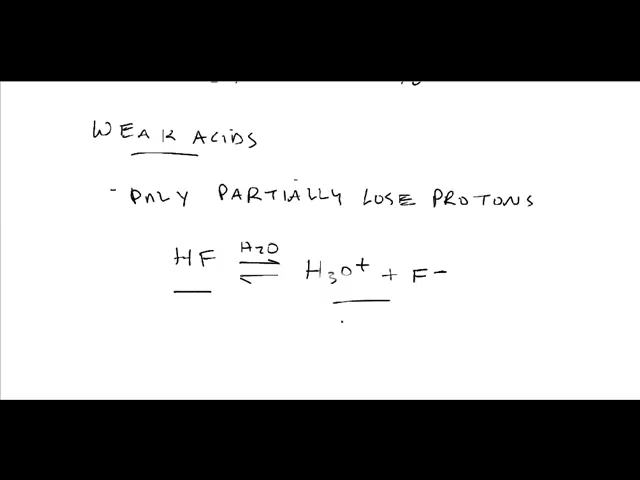 WEAK ACIDS
- ONLY PARTIALLY LOSE PROTONS
HF ⇌ H2O H3O+ + F-